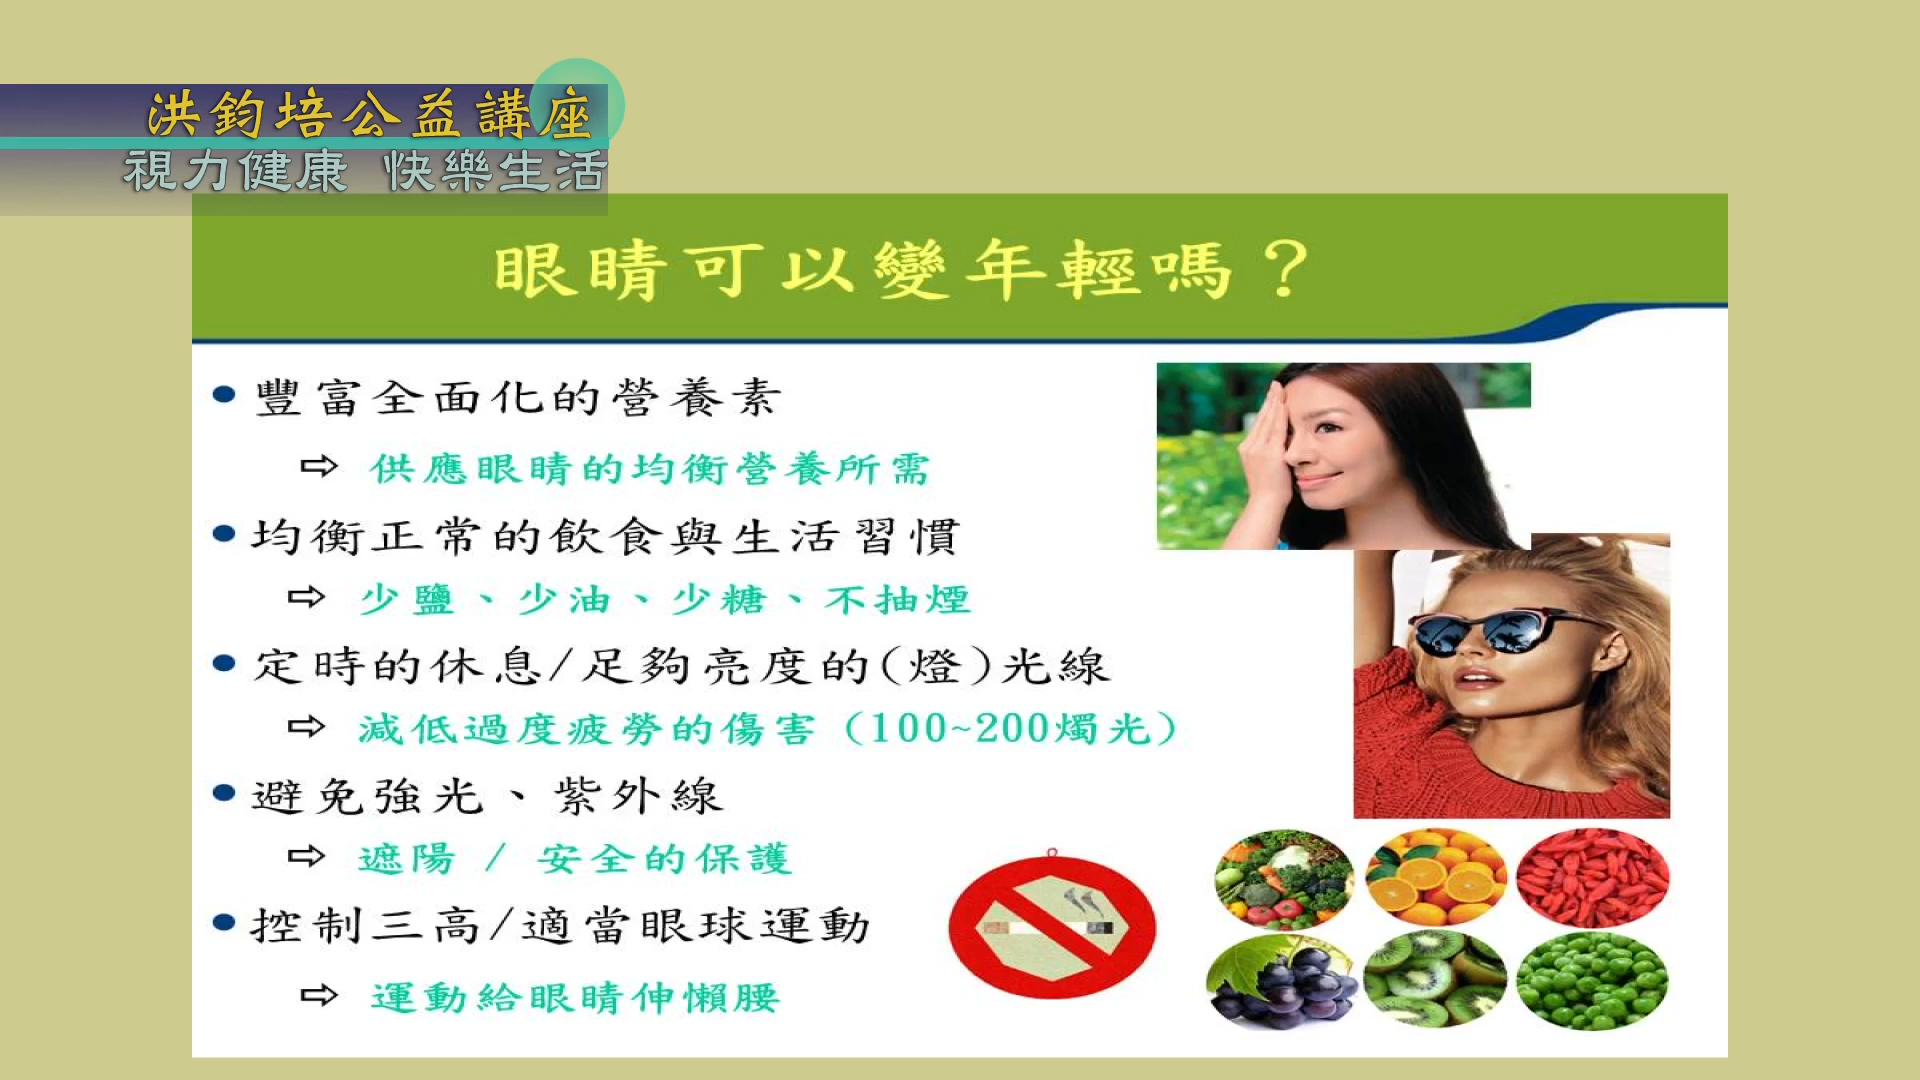 洪鈞培公益講座
視力健康 快樂生活
眼睛可以變年輕嗎？
• 豐富全面化的營養素
⇨ 供應眼睛的均衡營養所需
• 均衡正常的飲食與生活習慣
⇨ 少鹽、少油、少糖、不抽煙
• 定時的休息/足夠亮度的(燈)光線
⇨ 減低過度疲勞的傷害（100~200燭光）
• 避免強光、紫外線
⇨ 遮陽 / 安全的保護
• 控制三高/適當眼球運動
⇨ 運動給眼睛伸懶腰